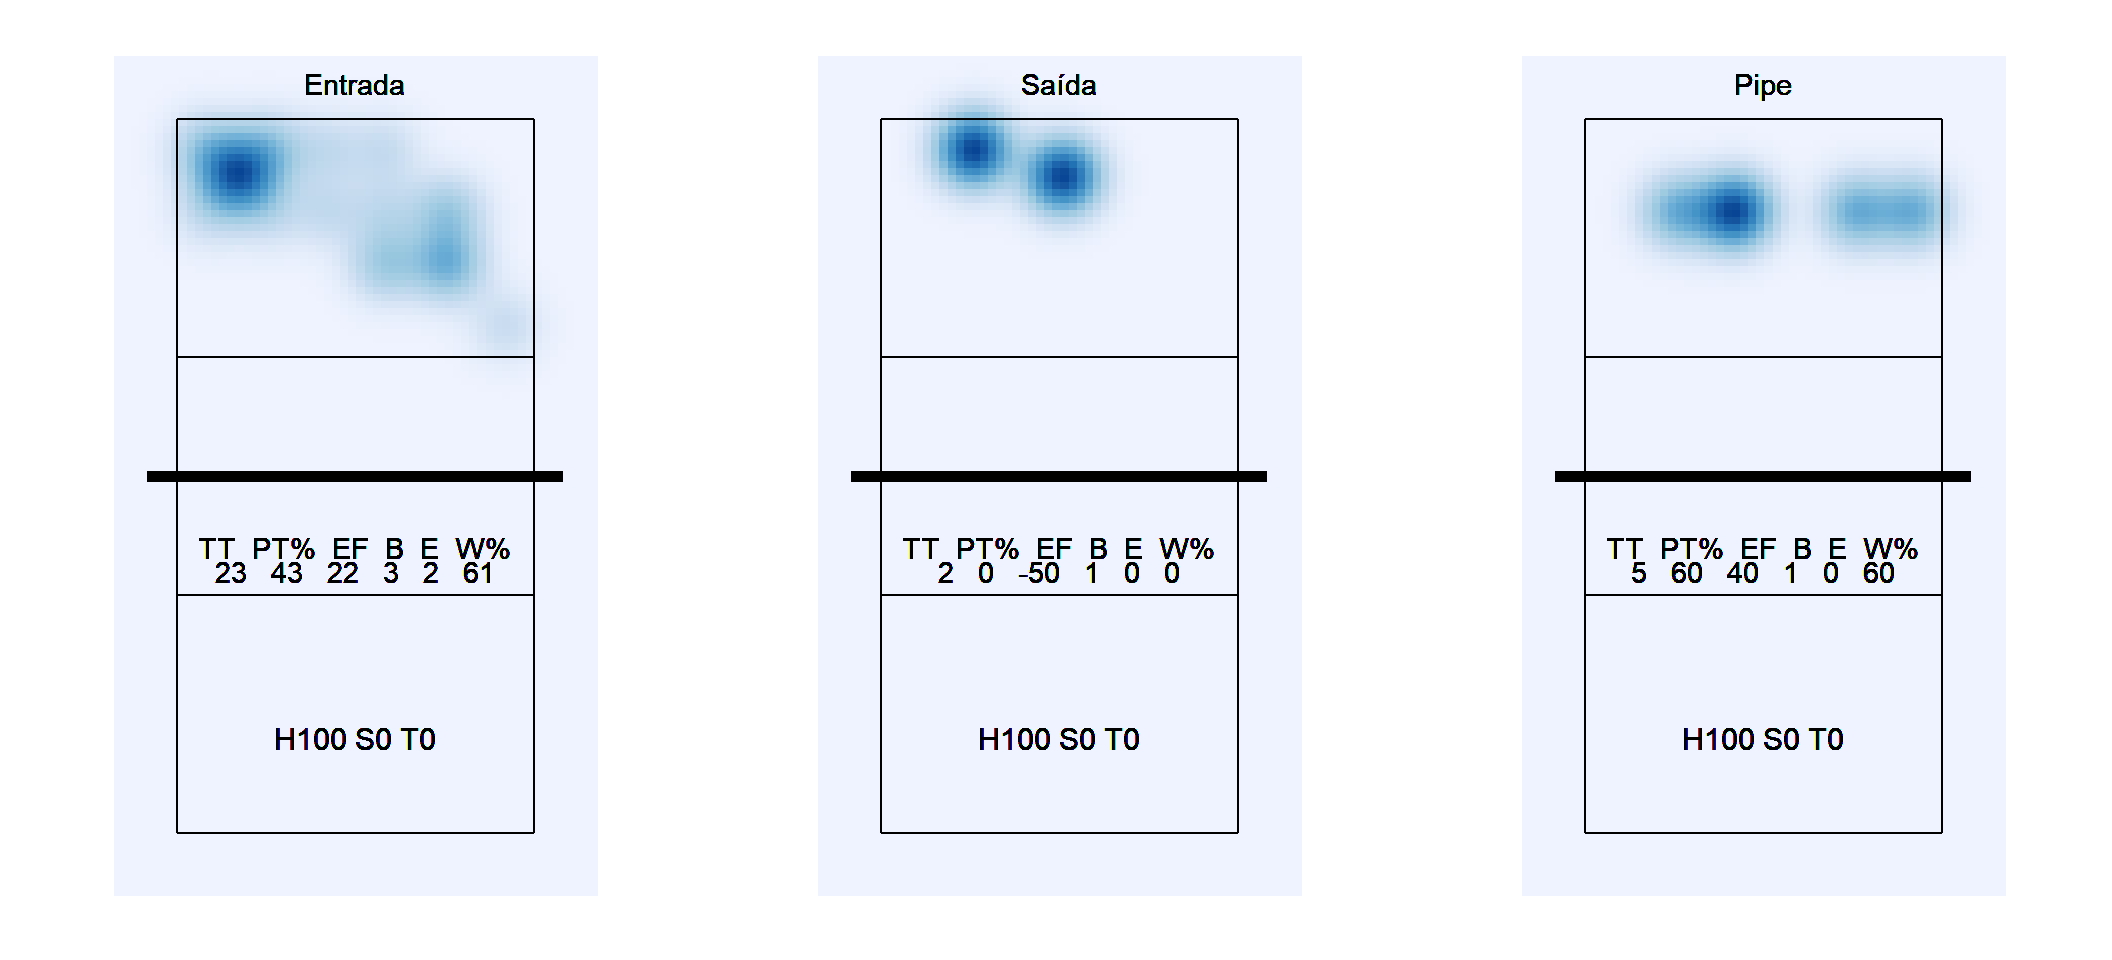 Entrada
TT PT% EF B E W%
23 43 22 3 2 61
H100 S0 T0
Saída
TT PT% EF B E W%
2 0 -50 1 0 0
H100 S0 T0
Pipe
TT PT% EF B E W%
5 60 40 1 0 60
H100 S0 T0